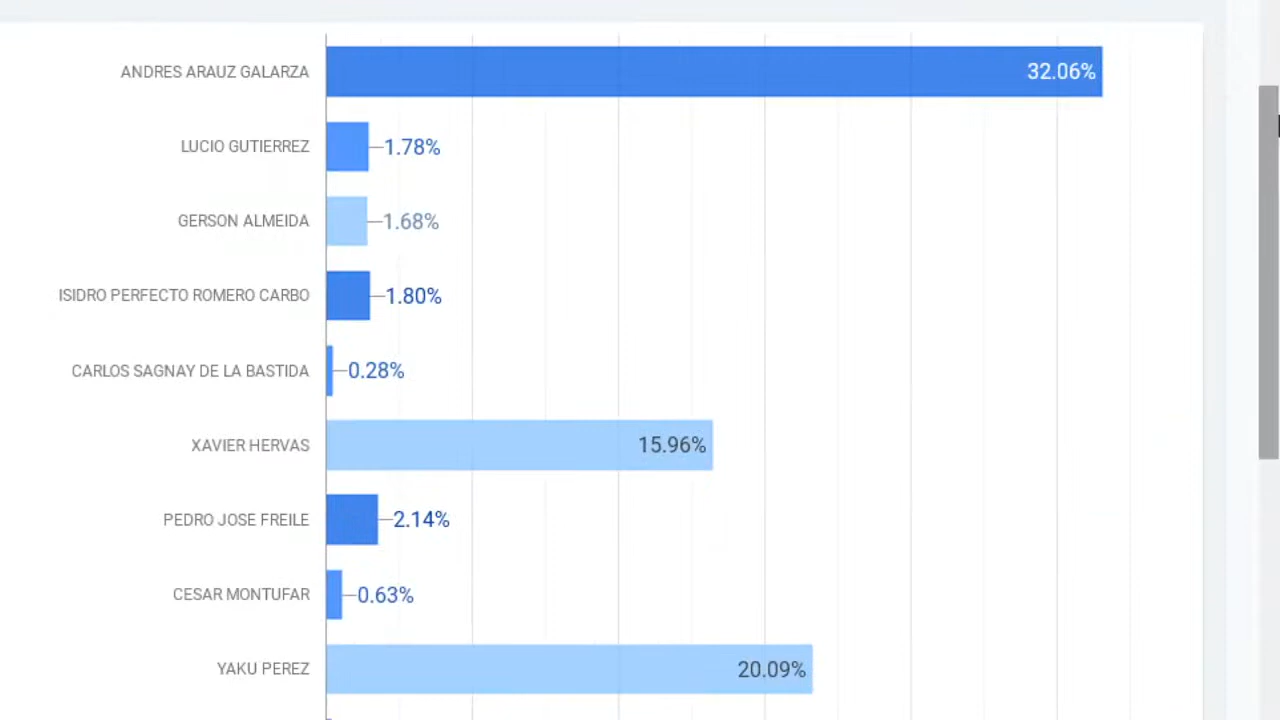 ANDRES ARAUZ GALARZA 32.06%
LUCIO GUTIERREZ 1.78%
GERSON ALMEIDA 1.68%
ISIDRO PERFECTO ROMERO CARBO 1.80%
CARLOS SAGNAY DE LA BASTIDA 0.28%
XAVIER HERVAS 15.96%
PEDRO JOSE FREILE 2.14%
CESAR MONTUFAR 0.63%
YAKU PEREZ 20.09%